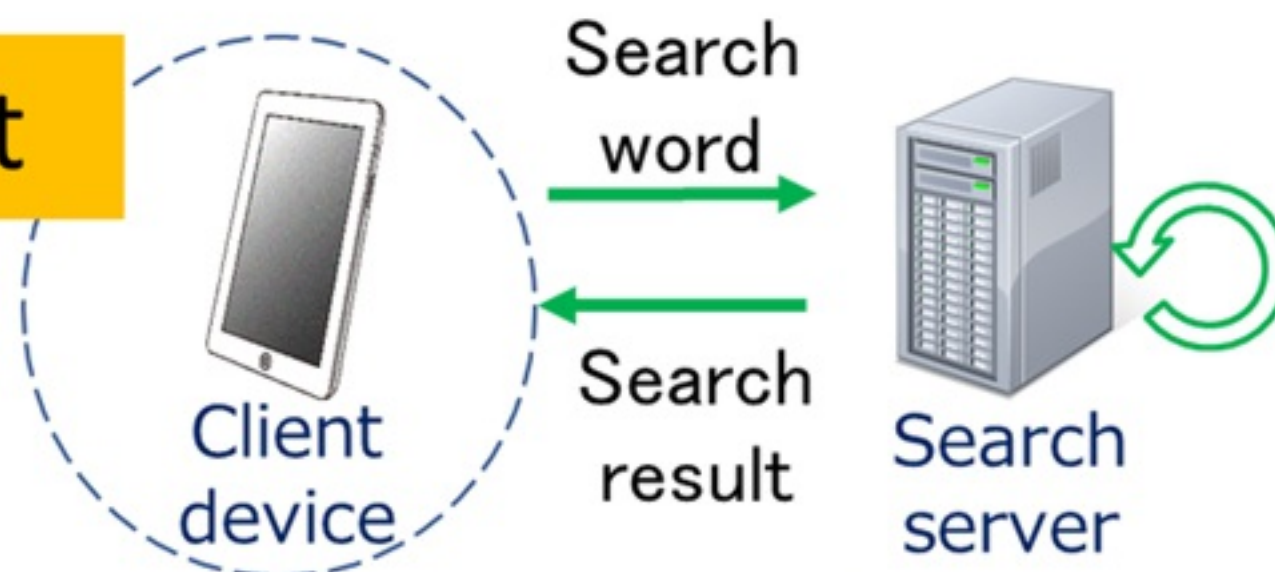 t
Search
word
Client
device
Search
result
Search
server